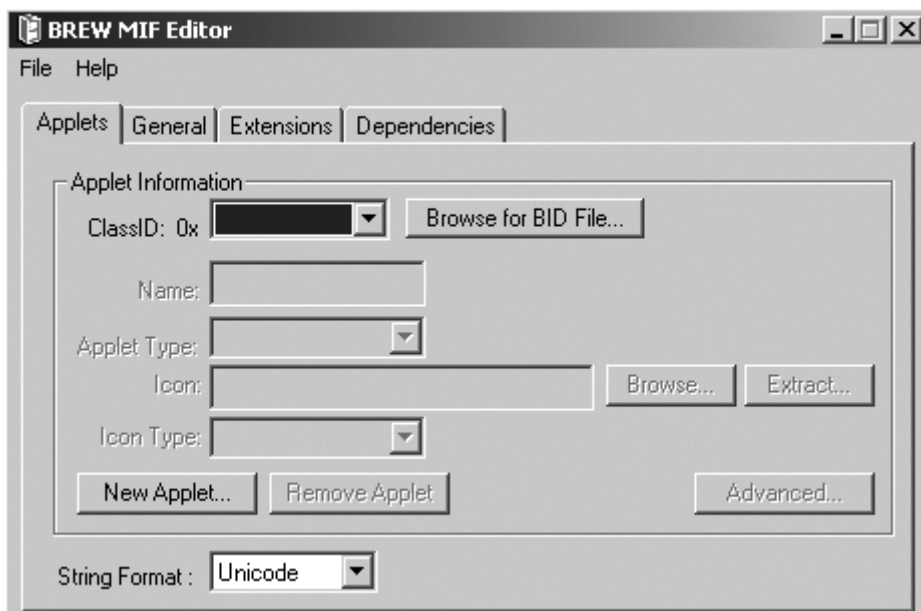 BREW MIF Editor
File Help
Applets General Extensions Dependencies
Applet Information
ClassID: 0x Browse for BID File...
Name:
Applet Type:
Icon: Browse... Extract...
Icon Type:
New Applet... Remove Applet Advanced...
String Format : Unicode